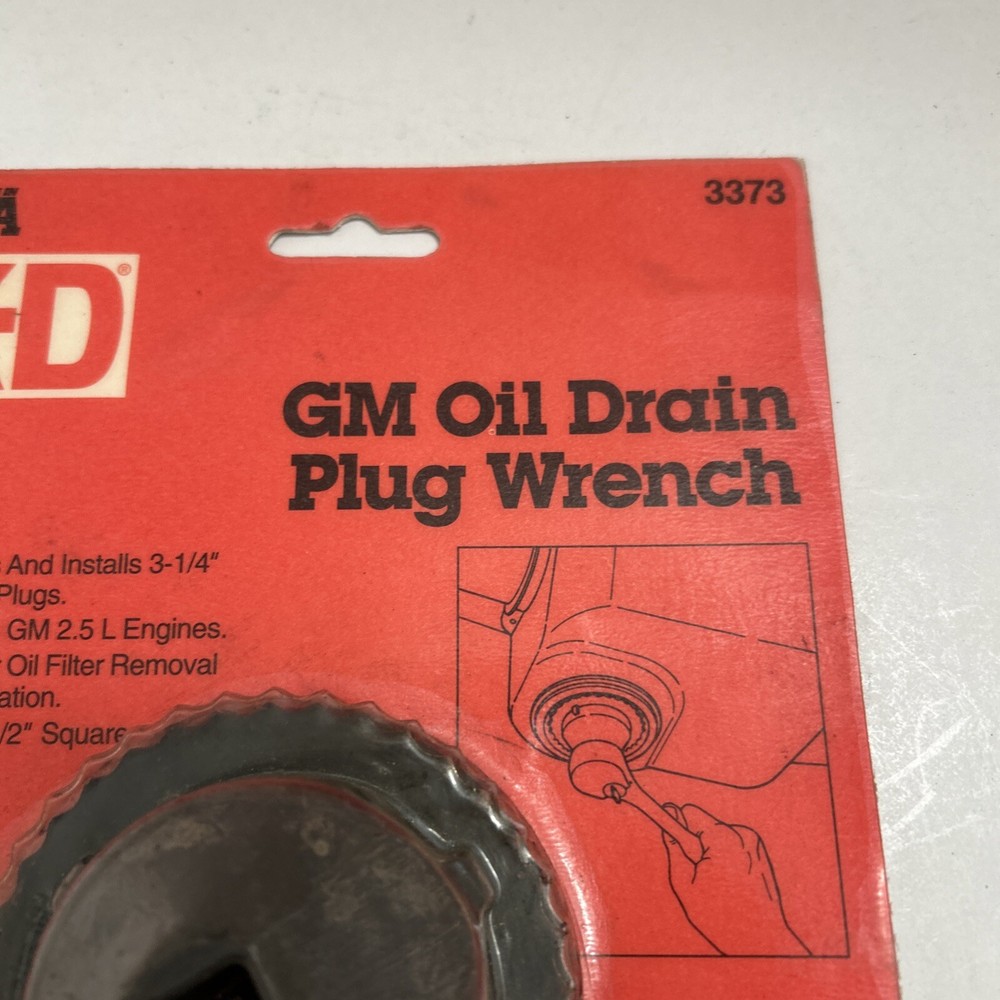 3373
-D®
GM Oil Drain
Plug Wrench
And Installs 3-1/4"
Plugs.
GM 2.5 L Engines.
Oil Filter Removal
ation.
/2" Square